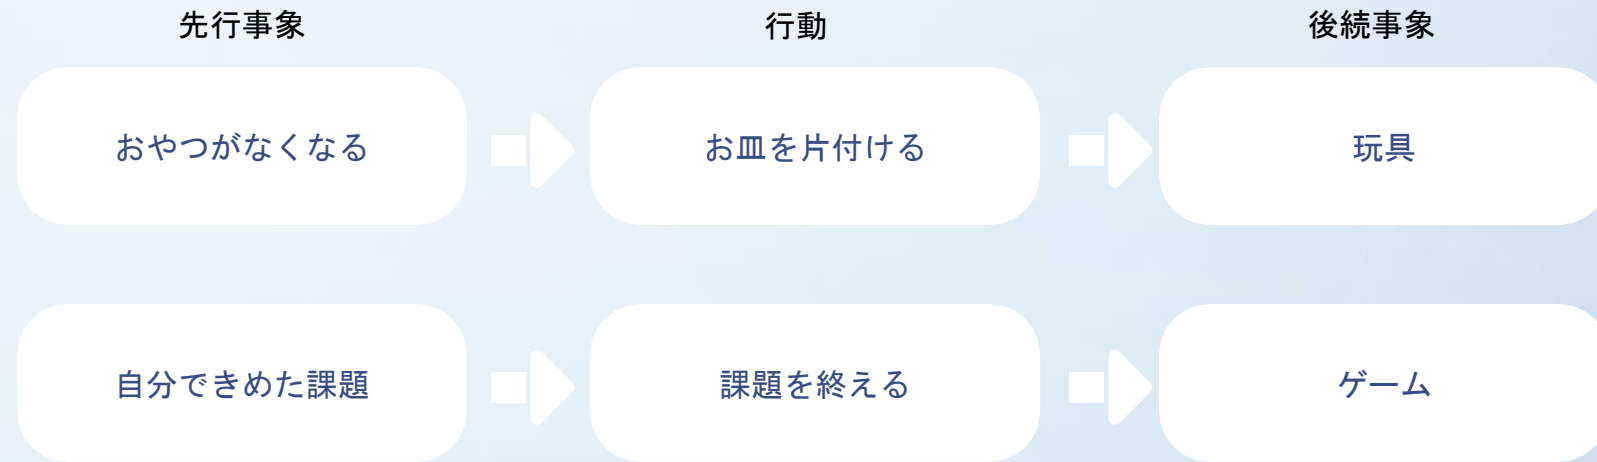 先行事象
行動
後続事象
おやつがなくなる
お皿を片付ける
玩具
自分できめた課題
課題を終える
ゲーム